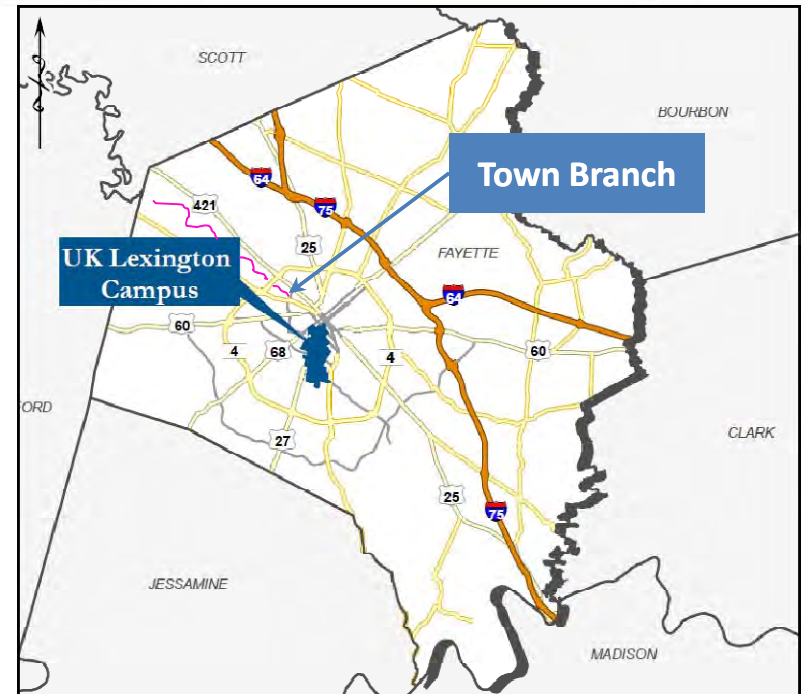 SCOTT
BOURBON
Town Branch
64
421
75
25
FAYETTE
UK Lexington
Campus
64
60
4
68
4
60
ORD
27
CLARK
25
75
JESSAMINE
MADISON